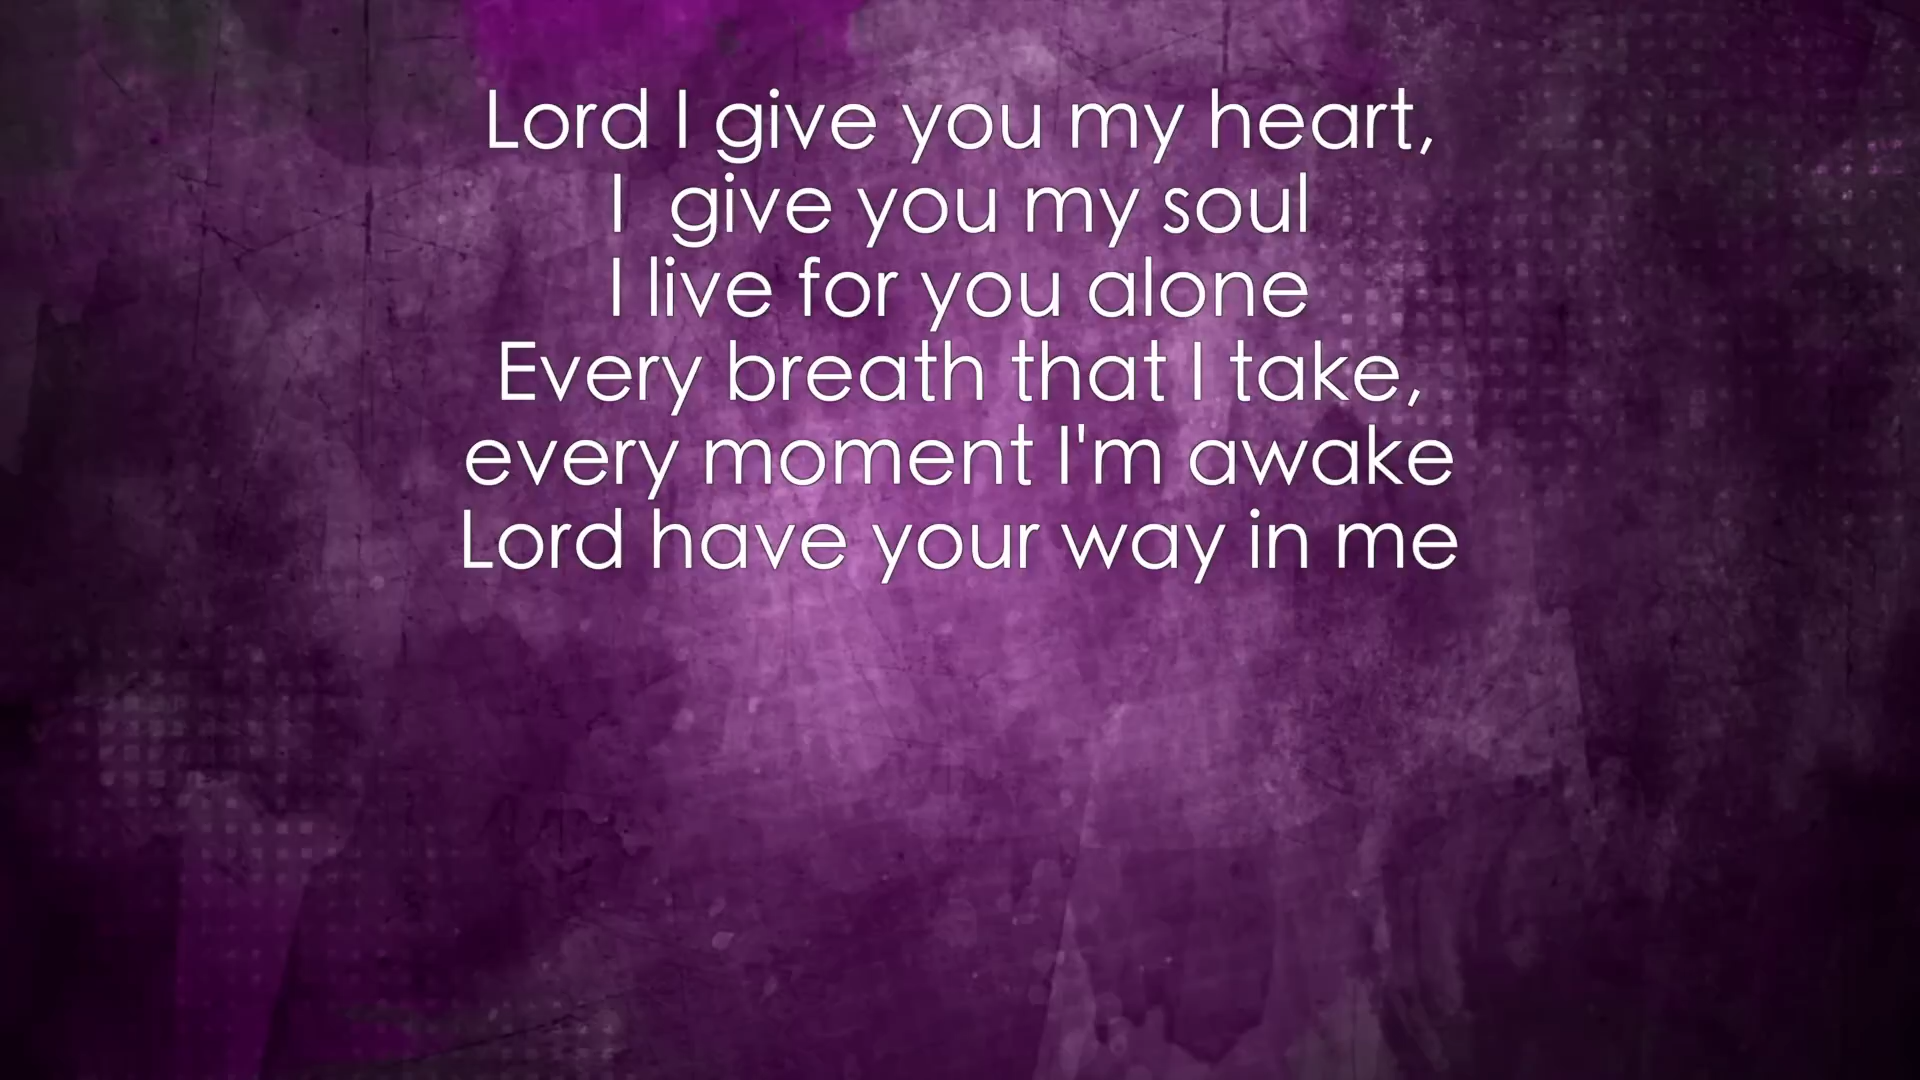 Lord I give you my heart,
I  give you my soul
I live for you alone
Every breath that I take,
every moment I'm awake
Lord have your way in me